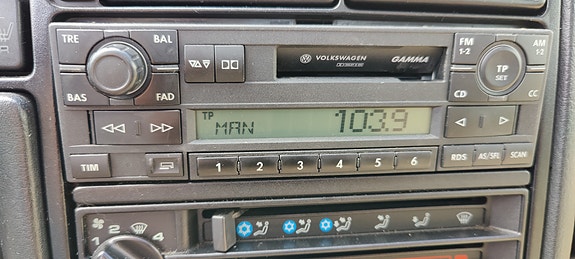 TRE BAL
VOLKSWAGEN GAMMA
FM 1-2
AM 1-2
TP SET
BAS FAD
CD CC
TP
MAN 103.9
TIM
1 2 3 4 5 6
RDS AS/SFL SCAN
1 2 4